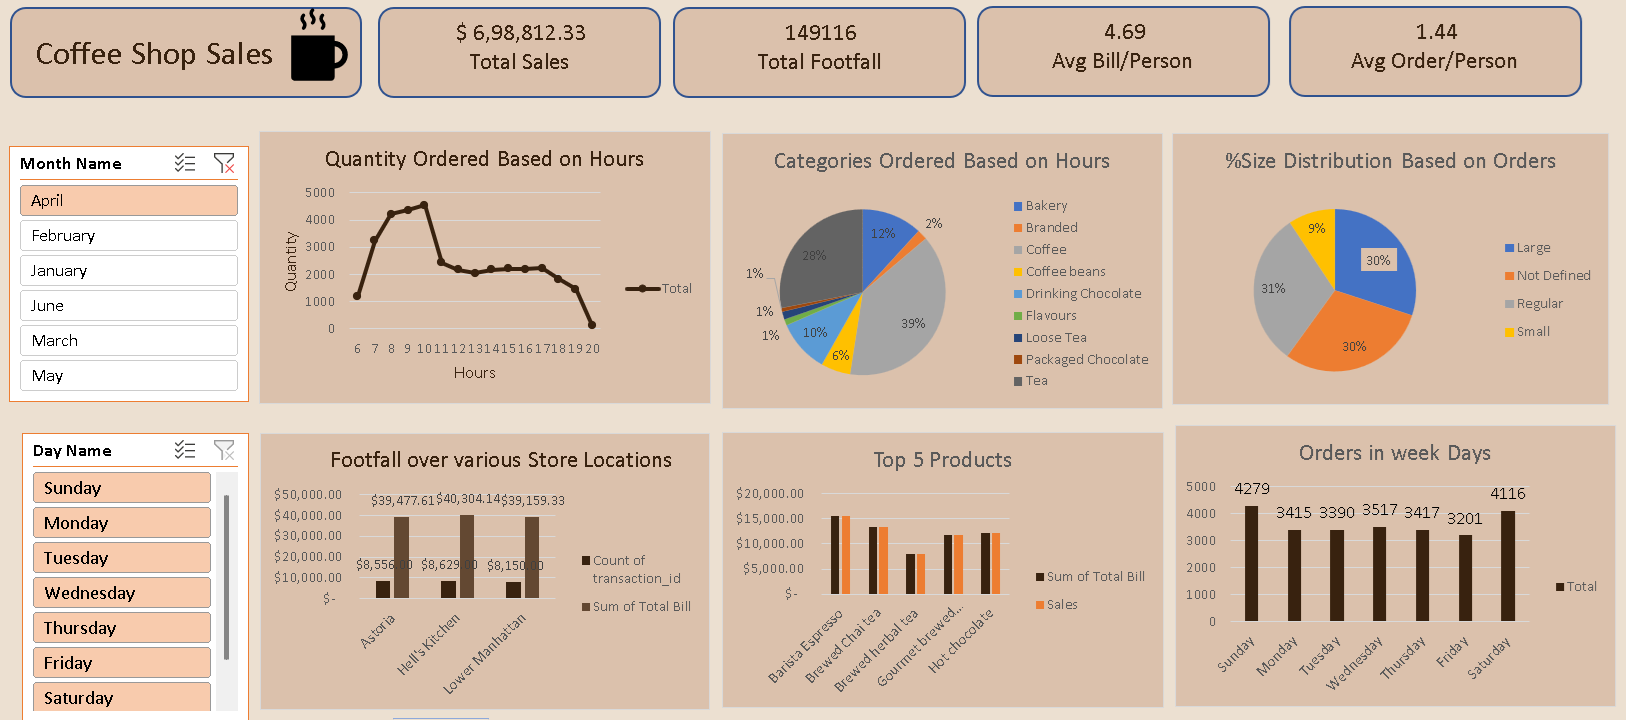 Coffee Shop Sales
$ 6,98,812.33
Total Sales
149116
Total Footfall
4.69
Avg Bill/Person
1.44
Avg Order/Person
Month Name
April
February
January
June
March
May
Quantity Ordered Based on Hours
5000
4000
3000
2000
1000
0
Quantity
6 7 8 9 10 11 12 13 14 15 16 17 18 19 20
Hours
Total
Categories Ordered Based on Hours
12%
2%
39%
6%
10%
1%
1%
1%
28%
Bakery
Branded
Coffee
Coffee beans
Drinking Chocolate
Flavours
Loose Tea
Packaged Chocolate
Tea
%Size Distribution Based on Orders
30%
30%
31%
9%
Large
Not Defined
Regular
Small
Day Name
Sunday
Monday
Tuesday
Wednesday
Thursday
Friday
Saturday
Footfall over various Store Locations
$50,000.00
$40,000.00
$30,000.00
$20,000.00
$10,000.00
$-
$39,477.61 $40,304.14 $39,159.33
$8,556.00 $8,629.00 $8,150.00
Astoria
Hell's Kitchen
Lower Manhattan
Count of
transaction_id
Sum of Total Bill
Top 5 Products
$20,000.00
$15,000.00
$10,000.00
$5,000.00
$-
Barista Espresso
Brewed Chai tea
Brewed herbal tea
Gourmet brewed...
Hot chocolate
Sum of Total Bill
Sales
Orders in week Days
5000
4000
3000
2000
1000
0
4279
3415
3390
3517
3417
3201
4116
Sunday
Monday
Tuesday
Wednesday
Thursday
Friday
Saturday
Total